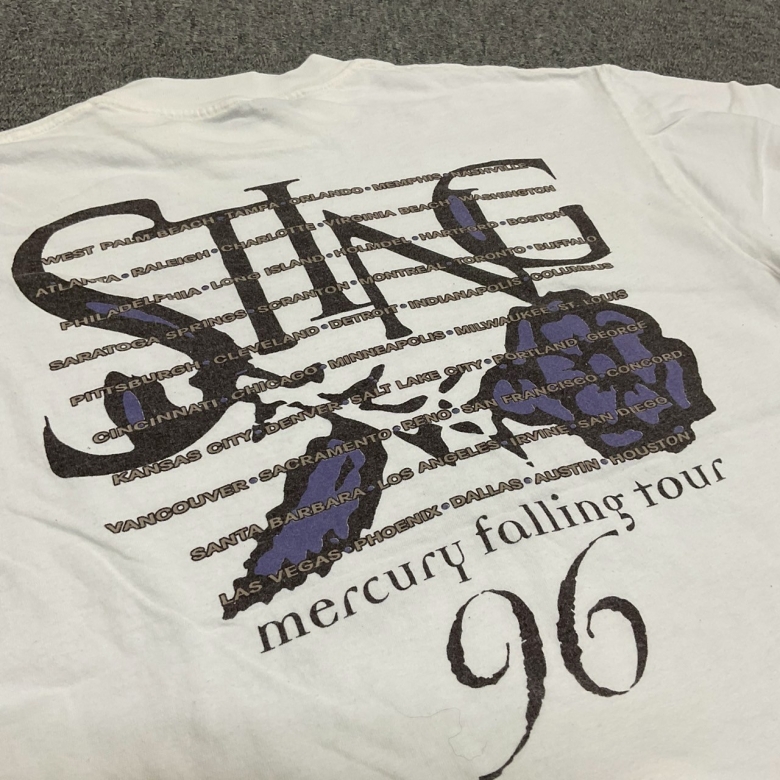 STING
WEST PALM BEACH • TAMPA • ORLANDO • MEMPHIS • NASHVILLE
ATLANTA • RALEIGH • CHARLOTTE • VIRGINIA BEACH • WASHINGTON
PHILADELPHIA • LONG ISLAND • HOLMDEL • HARTFORD • BOSTON
SARATOGA SPRINGS • SCRANTON • MONTREAL • TORONTO • BUFFALO
PITTSBURGH • CLEVELAND • DETROIT • INDIANAPOLIS • COLUMBUS
CINCINNATI • CHICAGO • MINNEAPOLIS • MILWAUKEE • ST. LOUIS
KANSAS CITY • DENVER • SALT LAKE CITY • PORTLAND • GEORGE
VANCOUVER • SACRAMENTO • RENO • SAN FRANCISCO • CONCORD
SANTA BARBARA • LOS ANGELES • IRVINE • SAN DIEGO
LAS VEGAS • PHOENIX • DALLAS • AUSTIN • HOUSTON
mercury falling tour
96